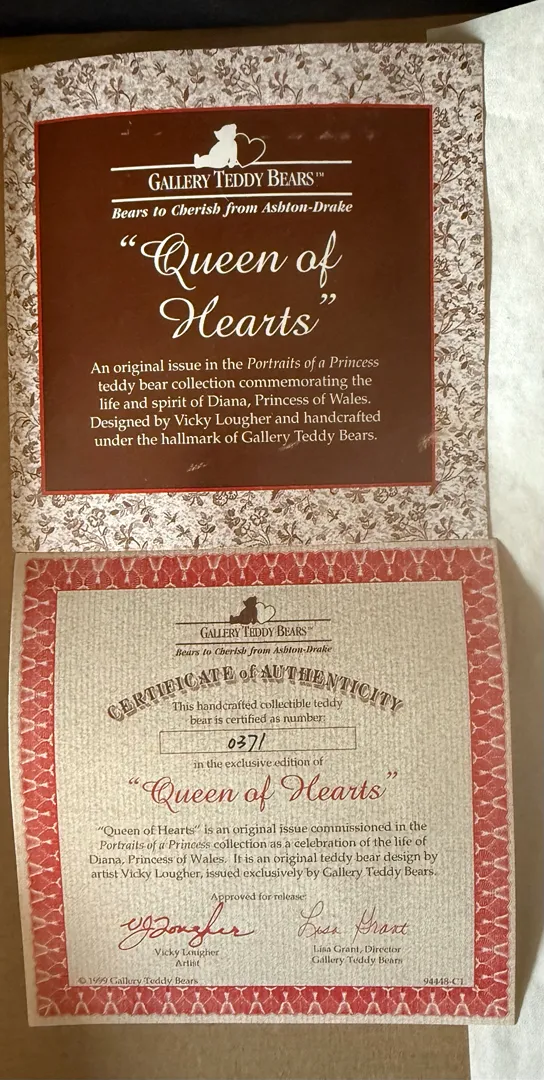 GALLERY TEDDY BEARS™
Bears to Cherish from Ashton-Drake
“Queen of
Hearts”
An original issue in the Portraits of a Princess
teddy bear collection commemorating the
life and spirit of Diana, Princess of Wales.
Designed by Vicky Lougher and handcrafted
under the hallmark of Gallery Teddy Bears.
GALLERY TEDDY BEARS™
Bears to Cherish from Ashton-Drake
CERTIFICATE of AUTHENTICITY
This handcrafted collectible teddy
bear is certified as number:
0371
in the exclusive edition of
“Queen of Hearts”
“Queen of Hearts” is an original issue commissioned in the
Portraits of a Princess collection as a celebration of the life of
Diana, Princess of Wales. It is an original teddy bear design by
artist Vicky Lougher, issued exclusively by Gallery Teddy Bears.
Approved for release:
VJLougher Lisa Grant
Vicky Lougher
Artist
Lisa Grant, Director
Gallery Teddy Bears
© 1999 Gallery Teddy Bears 94448-C1